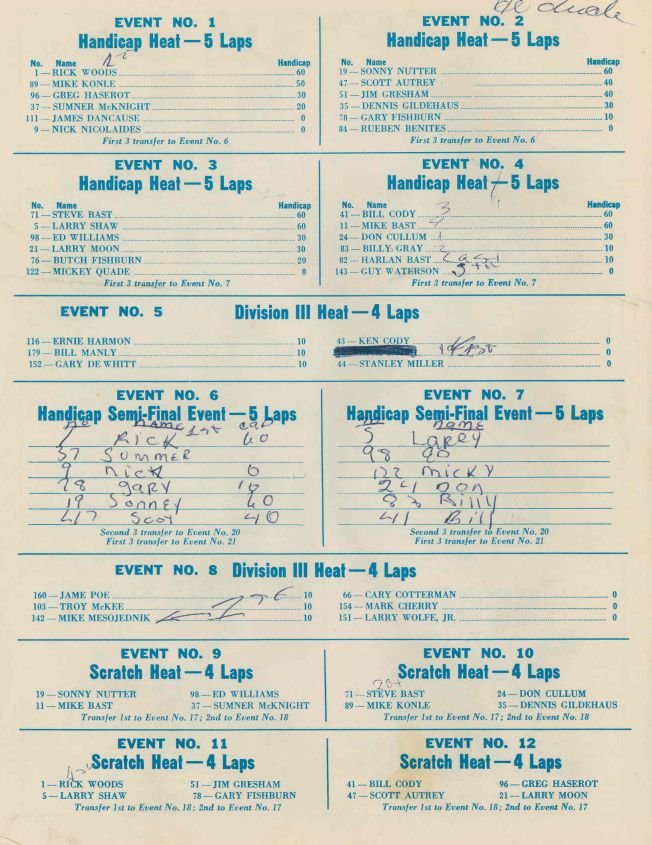 EVENT NO. 1
Handicap Heat — 5 Laps
No. Name Handicap
1 — RICK WOODS 60
89 — MIKE KONLE 50
96 — GREG HASEROT 30
37 — SUMNER McKNIGHT 20
111 — JAMES DANCAUSE 0
9 — NICK NICOLAIDES 0
First 3 transfer to Event No. 6
EVENT NO. 2
Handicap Heat — 5 Laps
No. Name Handicap
19 — SONNY NUTTER 60
47 — SCOTT AUTREY 40
51 — JIM GRESHAM 40
35 — DENNIS GILDEHAUS 30
78 — GARY FISHBURN 10
84 — RUEBEN BENITES 0
First 3 transfer to Event No. 6
EVENT NO. 3
Handicap Heat — 5 Laps
No. Name Handicap
71 — STEVE BAST 60
5 — LARRY SHAW 60
98 — ED WILLIAMS 30
21 — LARRY MOON 30
76 — BUTCH FISHBURN 20
122 — MICKEY QUADE 0
First 3 transfer to Event No. 7
EVENT NO. 4
Handicap Heat — 5 Laps
No. Name Handicap
41 — BILL CODY 3 60
11 — MIKE BAST 60
24 — DON CULLUM 30
83 — BILLY GRAY 10
82 — HARLAN BAST 10
143 — GUY WATERSON 0
First 3 transfer to Event No. 7
EVENT NO. 5 Division III Heat — 4 Laps
116 — ERNIE HARMON 10
179 — BILL MANLY 10
152 — GARY DE WHITT 10
43 — KEN CODY 0
0
44 — STANLEY MILLER 0
EVENT NO. 6
Handicap Semi-Final Event — 5 Laps
No NAME 1st cap
1 RICK 60
37 SUMMER
9 NICK 0
78 GARY 10
19 Sonney 60
47 Scot 40
Second 3 transfer to Event No. 20
First 3 transfer to Event No. 21
EVENT NO. 7
Handicap Semi-Final Event — 5 Laps
No name
5 LARRY
98 ED
122 MICKY
24 DON
83 Billy
41 Bill
Second 3 transfer to Event No. 20
First 3 transfer to Event No. 21
EVENT NO. 8 Division III Heat — 4 Laps
160 — JAME POE 10
103 — TROY McKEE 10
142 — MIKE MESOJEDNIK 10
66 — CARY COTTERMAN 0
154 — MARK CHERRY 0
151 — LARRY WOLFE, JR. 0
EVENT NO. 9
Scratch Heat — 4 Laps
19 — SONNY NUTTER 98 — ED WILLIAMS
11 — MIKE BAST 37 — SUMNER McKNIGHT
Transfer 1st to Event No. 17; 2nd to Event No. 18
EVENT NO. 10
Scratch Heat — 4 Laps
71 — STEVE BAST 24 — DON CULLUM
89 — MIKE KONLE 35 — DENNIS GILDEHAUS
Transfer 1st to Event No. 17; 2nd to Event No. 18
EVENT NO. 11
Scratch Heat — 4 Laps
1 — RICK WOODS 51 — JIM GRESHAM
5 — LARRY SHAW 78 — GARY FISHBURN
Transfer 1st to Event No. 18; 2nd to Event No. 17
EVENT NO. 12
Scratch Heat — 4 Laps
41 — BILL CODY 96 — GREG HASEROT
47 — SCOTT AUTREY 21 — LARRY MOON
Transfer 1st to Event No. 18; 2nd to Event No. 17